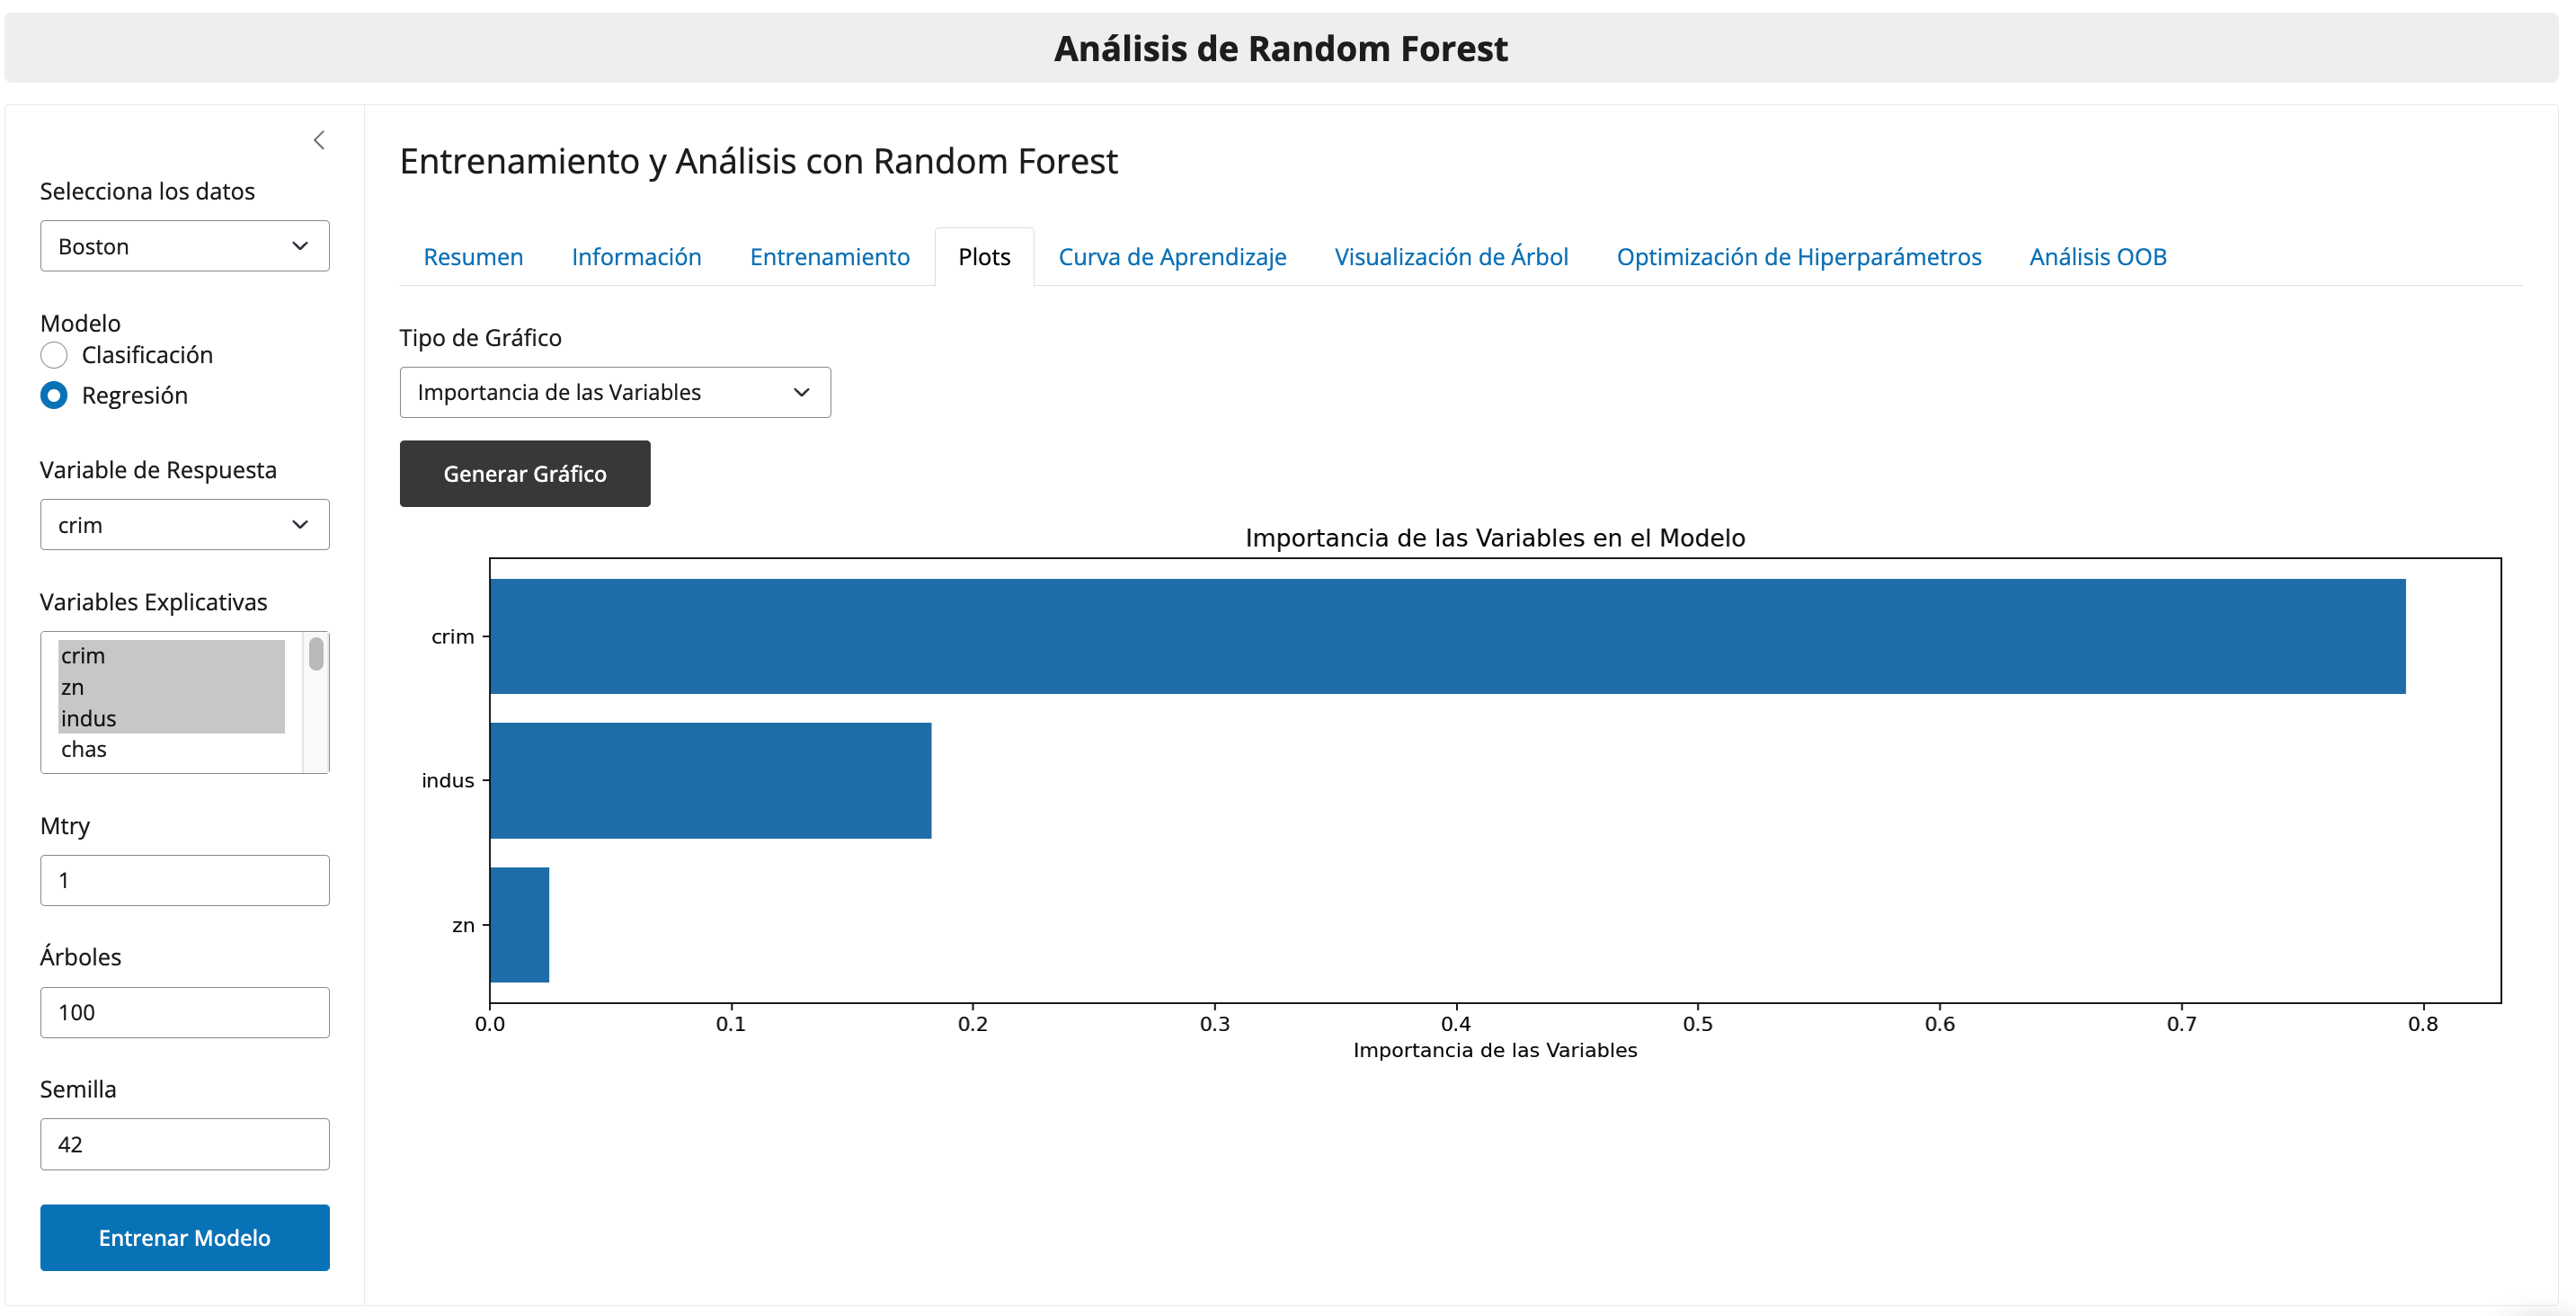 Análisis de Random Forest
Selecciona los datos
Boston
Modelo
Clasificación
Regresión
Variable de Respuesta
crim
Variables Explicativas
crim
zn
indus
chas
Mtry
1
Árboles
100
Semilla
42
Entrenar Modelo
Entrenamiento y Análisis con Random Forest
Resumen Información Entrenamiento Plots Curva de Aprendizaje Visualización de Árbol Optimización de Hiperparámetros Análisis OOB
Tipo de Gráfico
Importancia de las Variables
Generar Gráfico
Importancia de las Variables en el Modelo
crim
indus
zn
0.0 0.1 0.2 0.3 0.4 0.5 0.6 0.7 0.8
Importancia de las Variables